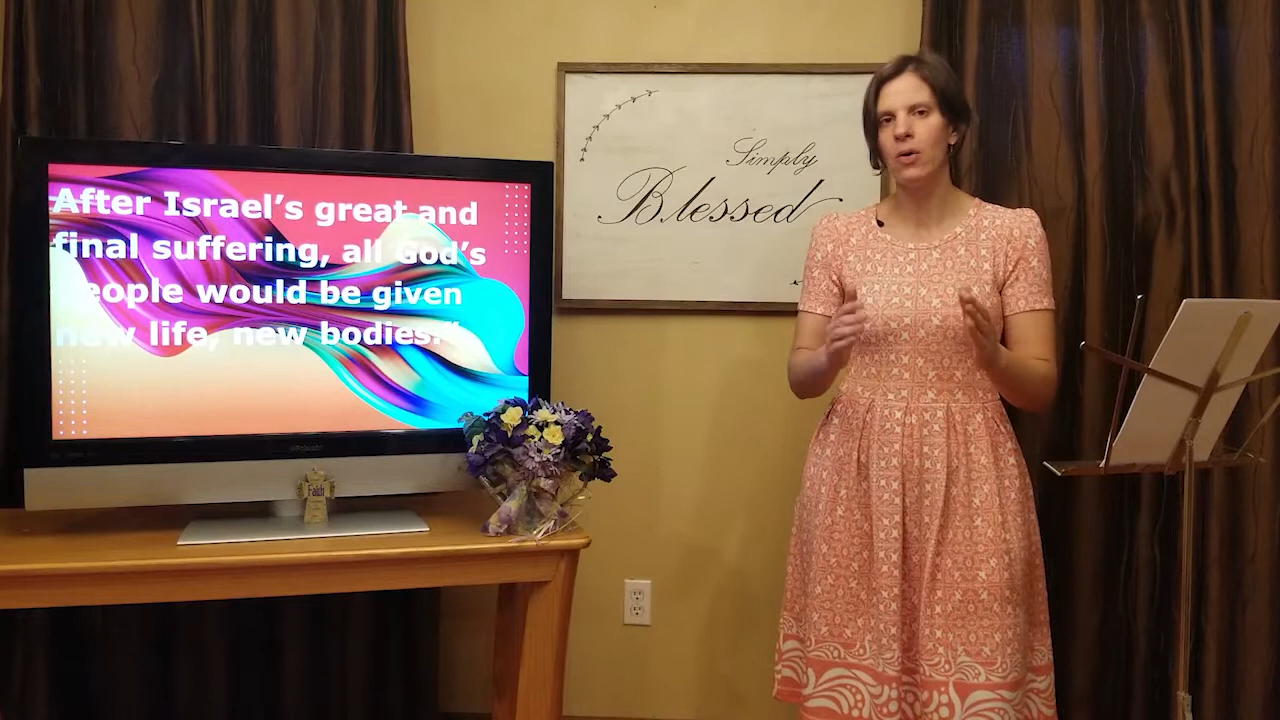 After Israel's great and
final suffering, all God's
people would be given
new life, new bodies."
Simply
Blessed
Faith